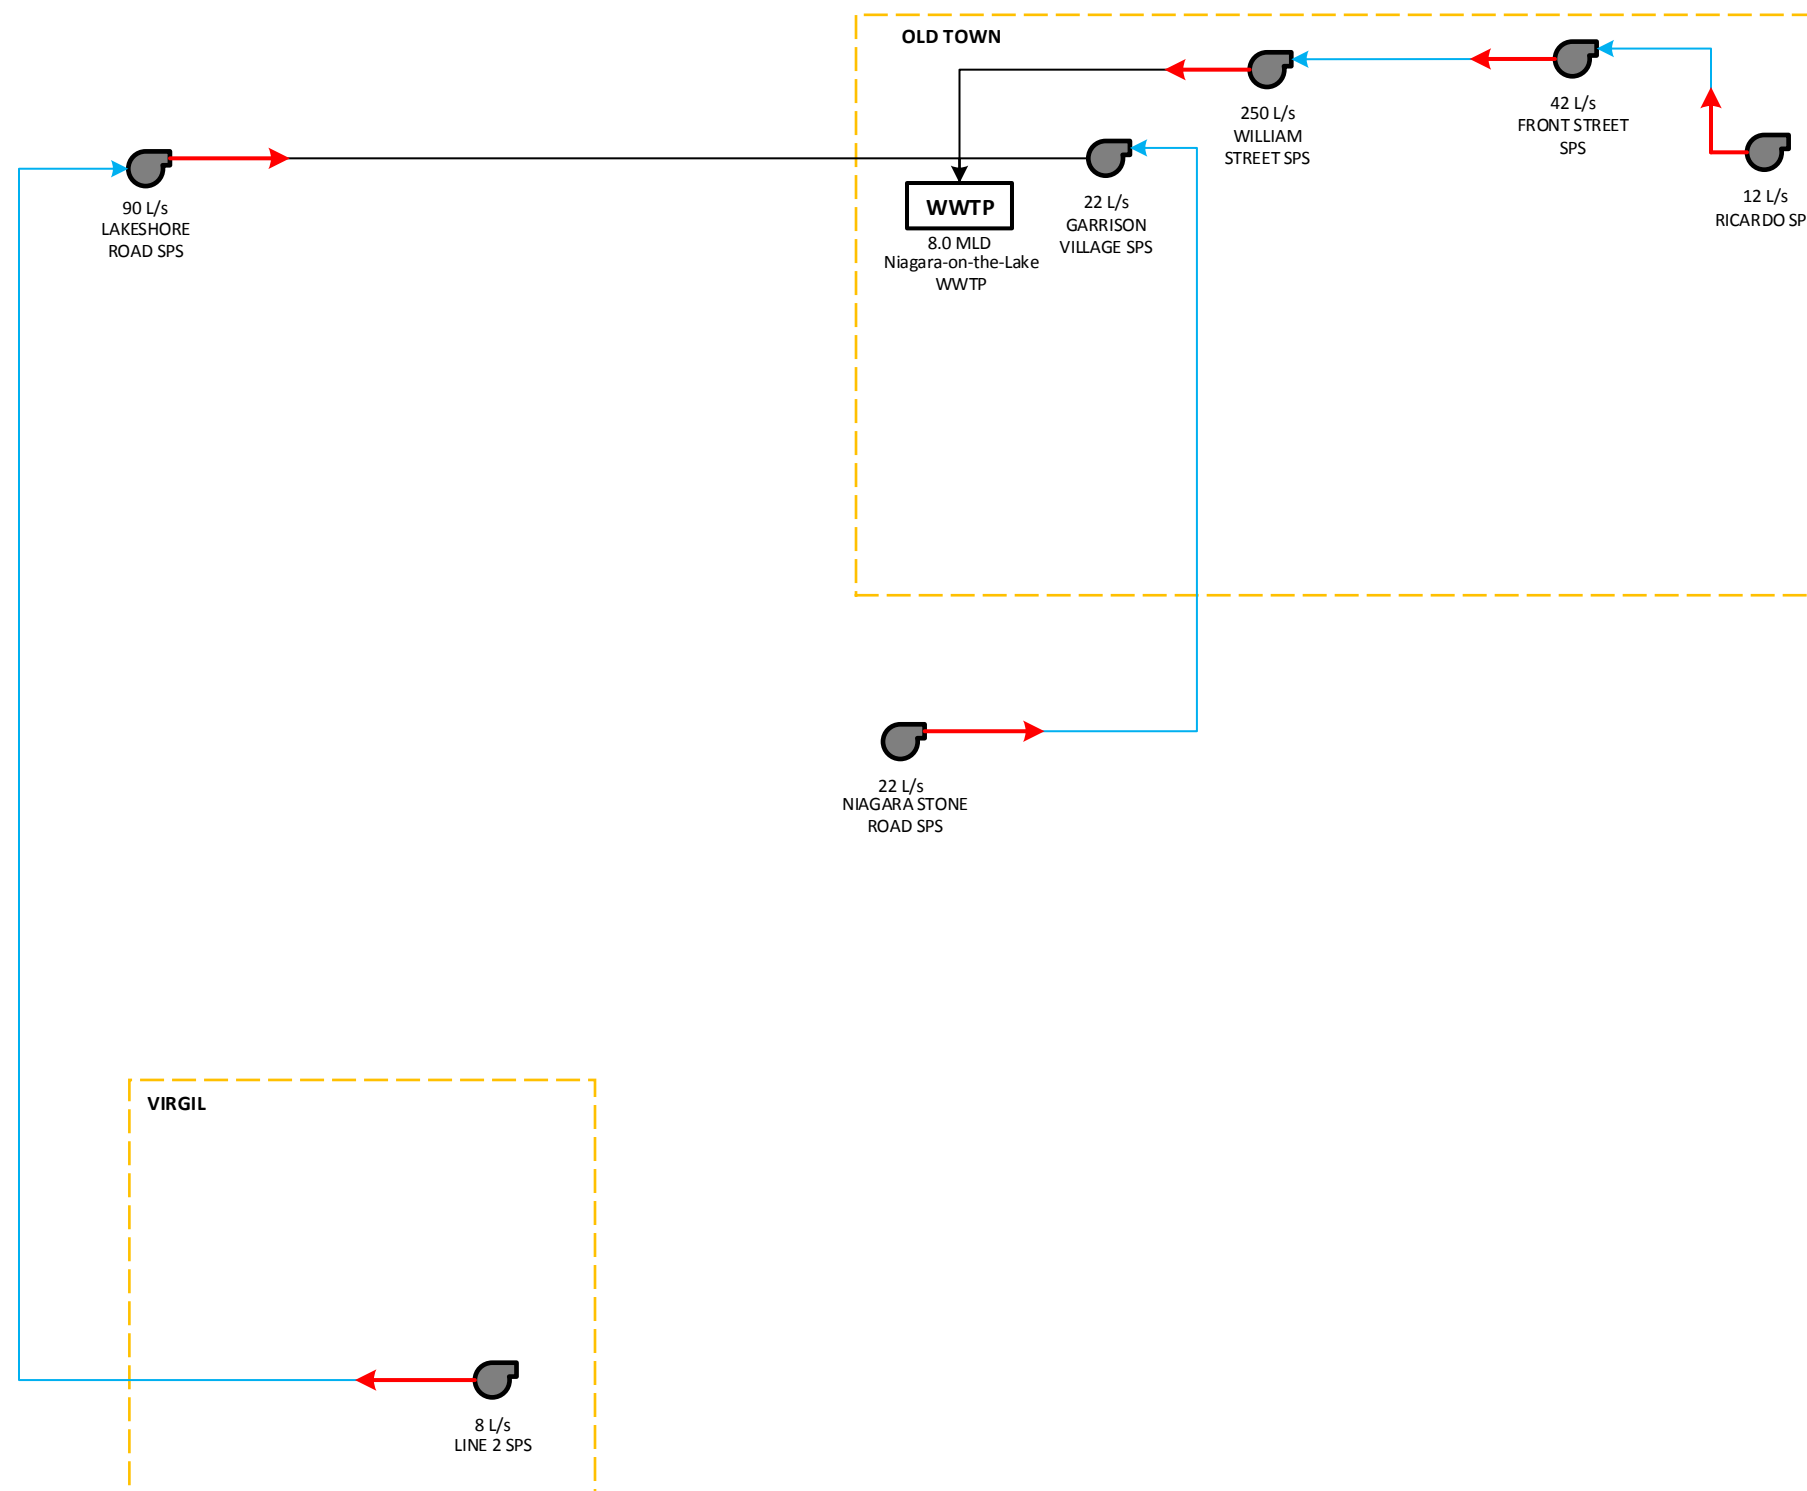 OLD TOWN
250 L/s
WILLIAM
STREET SPS
42 L/s
FRONT STREET
SPS
12 L/s
RICARDO SP
90 L/s
LAKESHORE
ROAD SPS
WWTP
8.0 MLD
Niagara-on-the-Lake
WWTP
22 L/s
GARRISON
VILLAGE SPS
22 L/s
NIAGARA STONE
ROAD SPS
VIRGIL
8 L/s
LINE 2 SPS